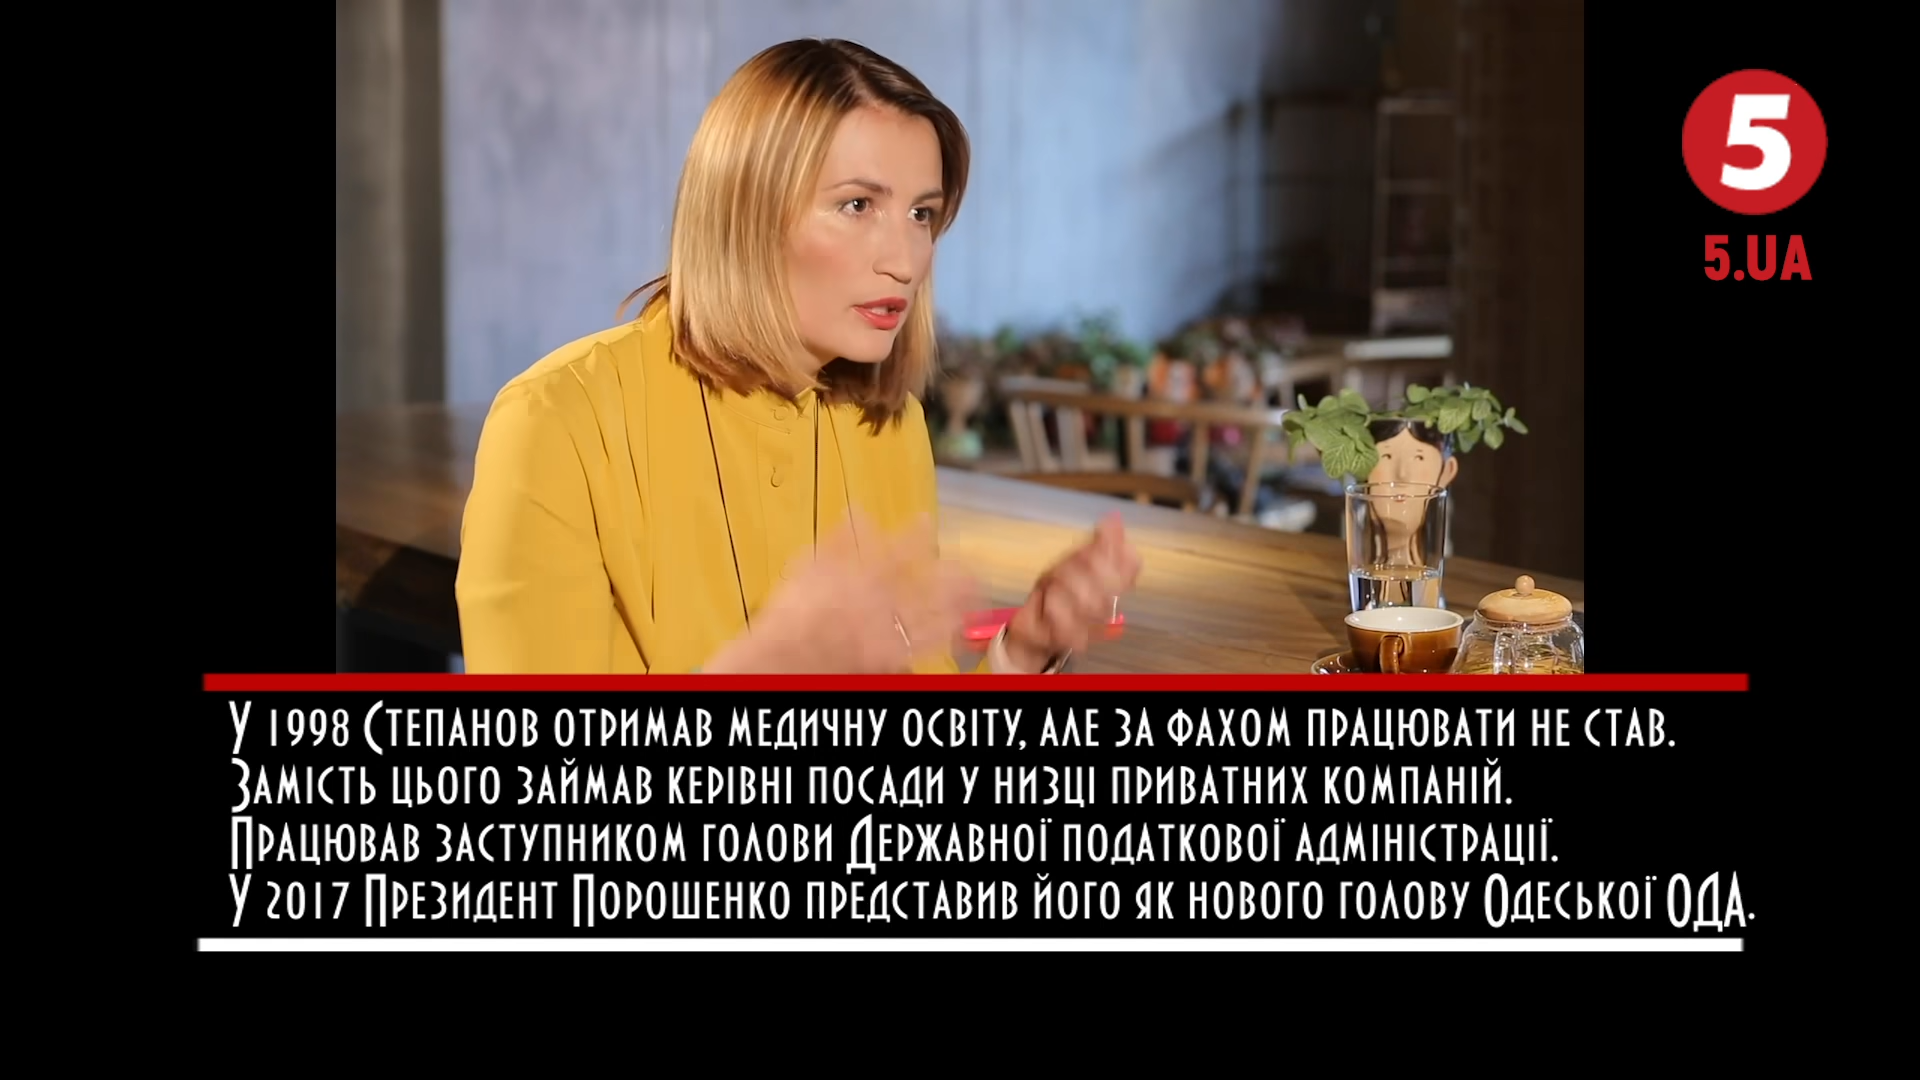 5
5.UA
У 1998 Степанов отримав медичну освіту, але за фахом працювати не став.
Замість цього займав керівні посади у низці приватних компаній.
Працював заступником голови Державної податкової адміністрації.
У 2017 Президент Порошенко представив його як нового голову Одеської ОДА.